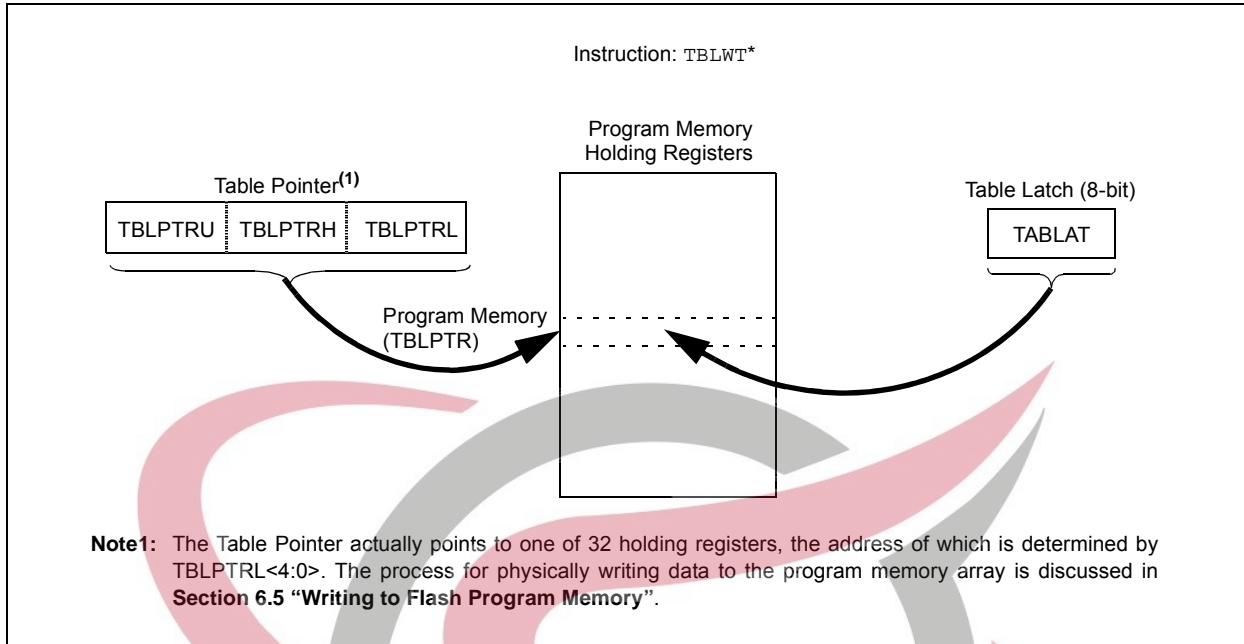 Instruction: TBLWT*
Program Memory
Holding Registers
Table Pointer(1)
Table Latch (8-bit)
TBLPTRU TBLPTRH TBLPTRL
TABLAT
Program Memory
(TBLPTR)
Note1: The Table Pointer actually points to one of 32 holding registers, the address of which is determined by
TBLPTRL<4:0>. The process for physically writing data to the program memory array is discussed in
Section 6.5 “Writing to Flash Program Memory”.